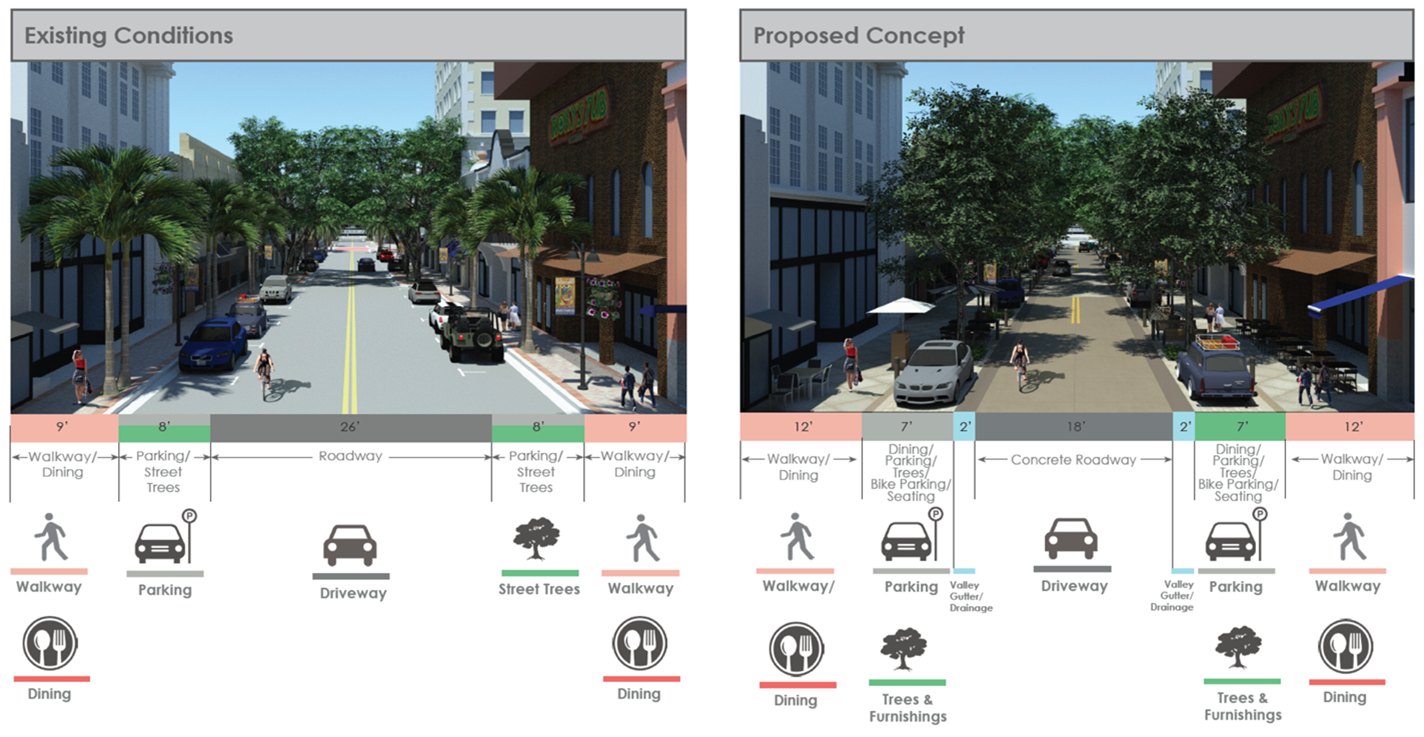 Existing Conditions
9'
8'
26'
8'
9'
Walkway/
Dining
Parking/
Street
Trees
Roadway
Parking/
Street
Trees
Walkway/
Dining
P
Walkway
Parking
Driveway
Street Trees
Walkway
Dining
Dining
Proposed Concept
12'
7'
2'
18'
2'
7'
12'
Walkway/
Dining
Dining/
Parking/
Trees/
Bike Parking/
Seating
Concrete Roadway
Dining/
Parking/
Trees/
Bike Parking/
Seating
Walkway/
Dining
P
P
Walkway/
Parking
Valley
Gutter/
Drainage
Driveway
Valley
Gutter/
Drainage
Parking
Walkway
Dining
Trees &
Furnishings
Trees &
Furnishings
Dining